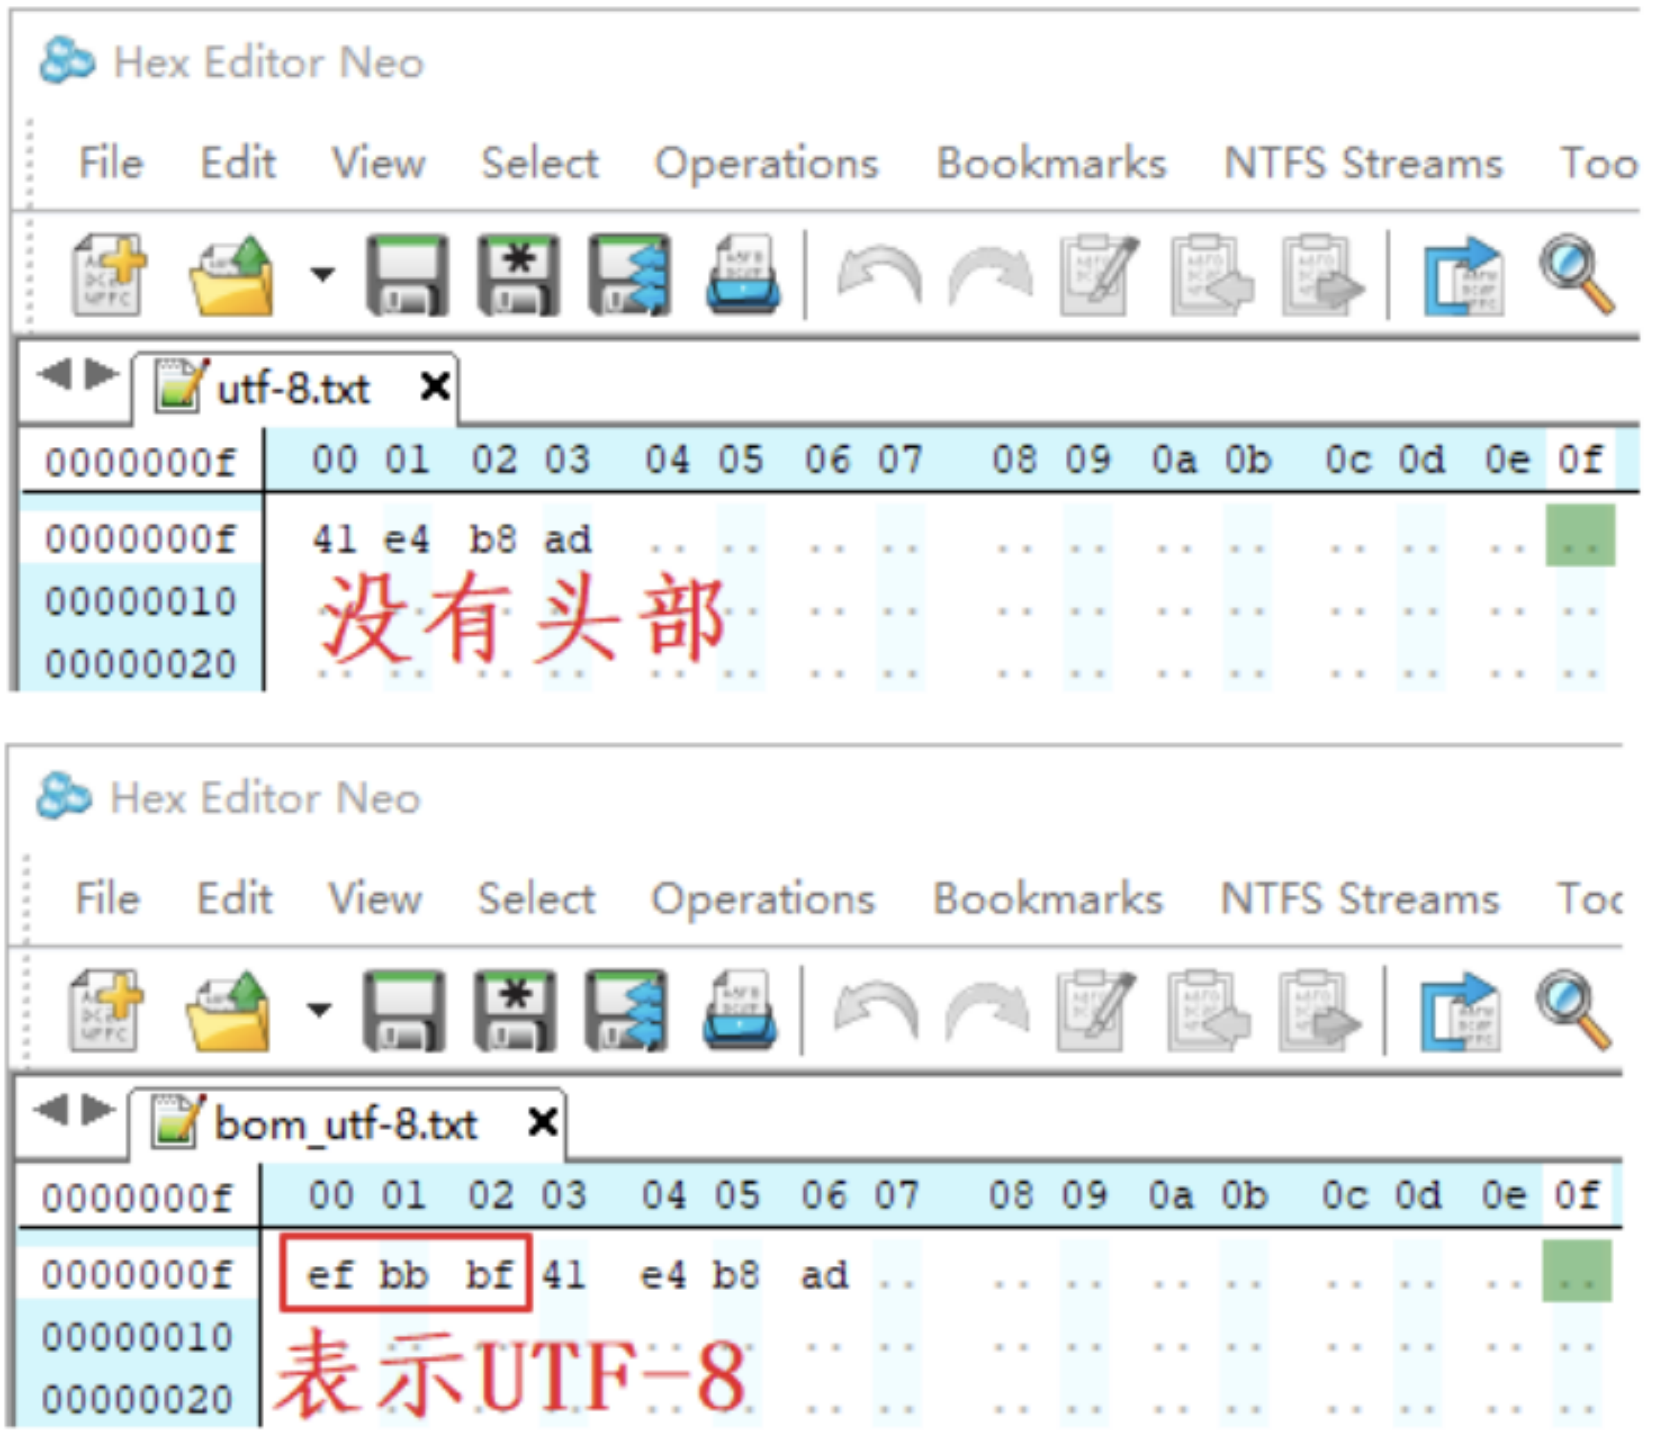 Hex Editor Neo
File Edit View Select Operations Bookmarks NTFS Streams Too
utf-8.txt
0000000f 00 01 02 03 04 05 06 07 08 09 0a 0b 0c 0d 0e 0f
0000000f 41 e4 b8 ad .. .. .. .. .. .. .. .. .. .. .. ..
00000010 没有头部 .. .. .. .. .. .. .. .. .. .. ..
00000020 .. .. .. .. .. .. .. .. .. .. .. .. .. .. .. ..
Hex Editor Neo
File Edit View Select Operations Bookmarks NTFS Streams Too
bom_utf-8.txt
0000000f 00 01 02 03 04 05 06 07 08 09 0a 0b 0c 0d 0e 0f
0000000f ef bb bf 41 e4 b8 ad .. .. .. .. .. .. .. .. ..
00000010 表示UTF-8 .. .. .. .. .. .. .. .. .. ..
00000020 .. .. .. .. .. .. .. .. .. ..